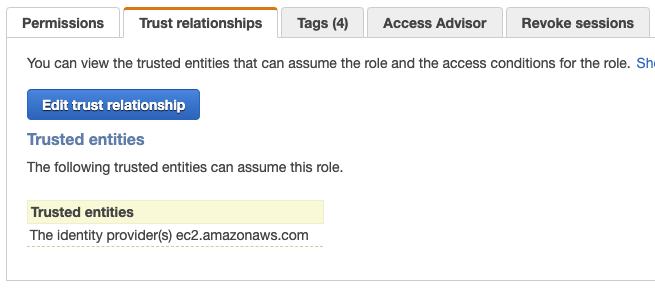 Permissions
Trust relationships
Tags (4)
Access Advisor
Revoke sessions
You can view the trusted entities that can assume the role and the access conditions for the role.
Edit trust relationship
Trusted entities
The following trusted entities can assume this role.
Trusted entities
The identity provider(s) ec2.amazonaws.com